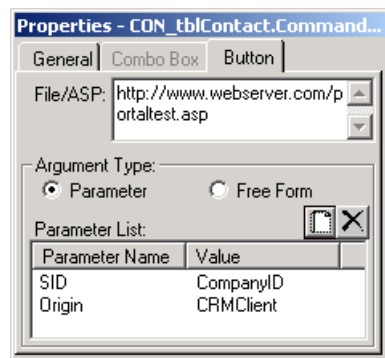 Properties - CON_tblContact.Command...
General Combo Box Button
File/ASP: http://www.webserver.com/p
ortaltest.asp
Argument Type:
Parameter Free Form
Parameter List:
Parameter Name Value
SID CompanyID
Origin CRMClient